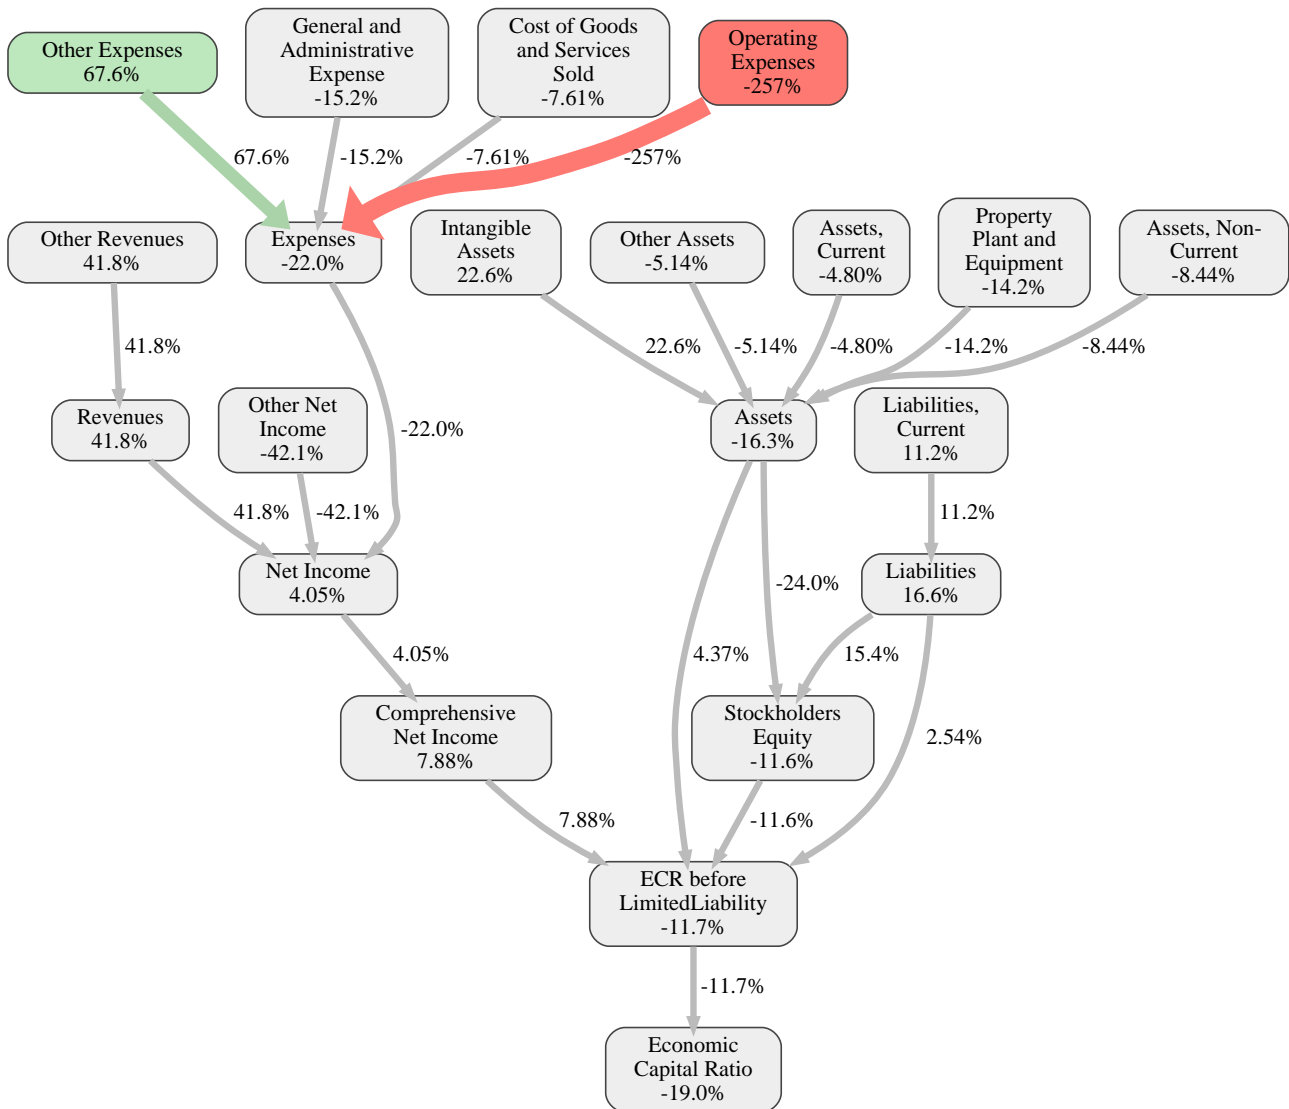 Other Expenses
67.6%
General and
Administrative
Expense
-15.2%
Cost of Goods
and Services
Sold
-7.61%
Operating
Expenses
-257%
67.6%
-15.2%
-7.61%
-257%
Other Revenues
41.8%
Expenses
-22.0%
Intangible
Assets
22.6%
Other Assets
-5.14%
Assets,
Current
-4.80%
Property
Plant and
Equipment
-14.2%
Assets, Non-
Current
-8.44%
41.8%
22.6%
-5.14%
-4.80%
-14.2%
-8.44%
Revenues
41.8%
Other Net
Income
-42.1%
-22.0%
Assets
-16.3%
Liabilities,
Current
11.2%
41.8%
-42.1%
11.2%
Net Income
4.05%
-24.0%
Liabilities
16.6%
4.05%
4.37%
15.4%
Comprehensive
Net Income
7.88%
Stockholders
Equity
-11.6%
2.54%
7.88%
-11.6%
ECR before
LimitedLiability
-11.7%
-11.7%
Economic
Capital Ratio
-19.0%